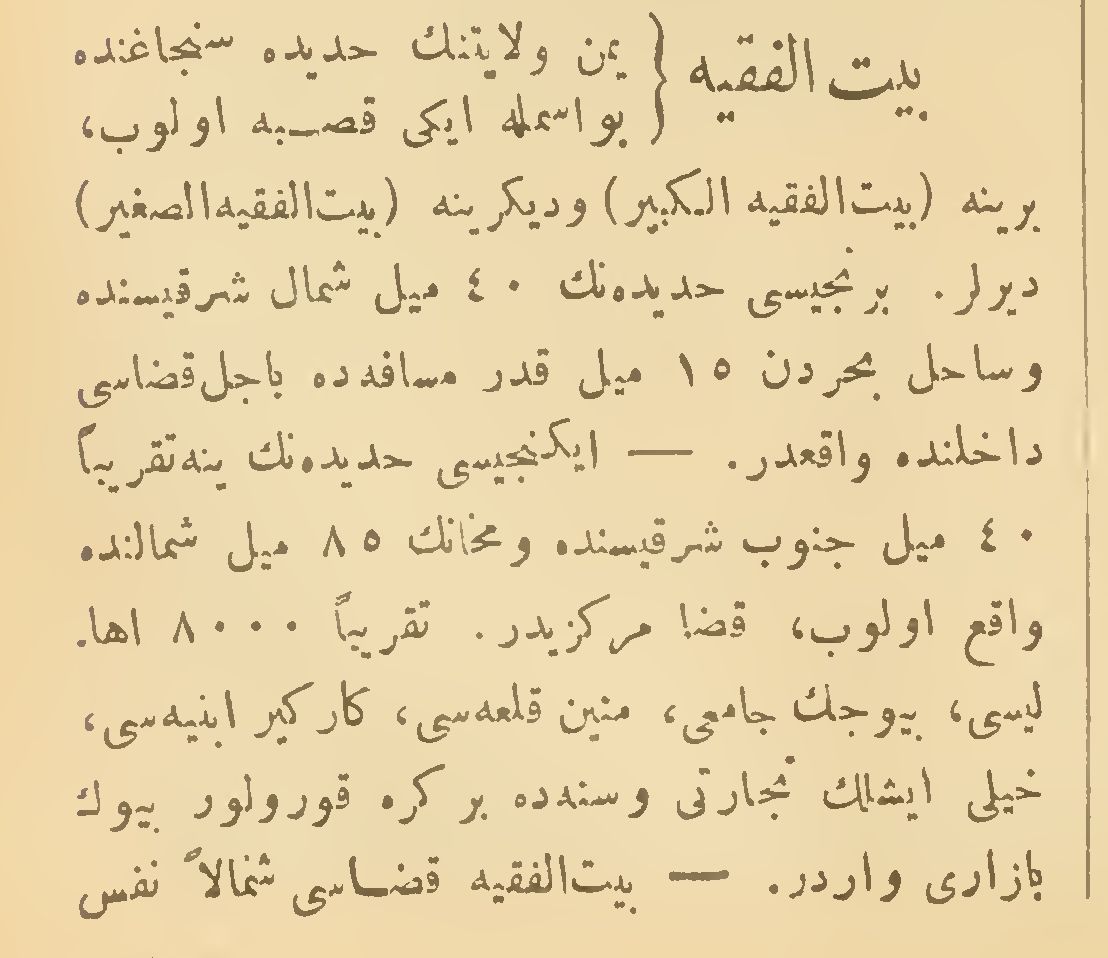 بيت الفقيه { يمن ولايتنك حديده سنجاغنده
بو اسمله ايكى قصبه اولوب،
برينه (بيت‌الفقيه الكبير) وديكرينه (بيت‌الفقيه الصغير)
ديرلر. برنجيسى حديده‌نك ٤٠ ميل شمال شرقيسنده
وساحل بحردن ١٥ ميل قدر مسافه‌ده باجل قضاسى
داخلنده واقعدر. — ايكنجيسى حديده‌نك ينه تقريباً
٤٠ ميل جنوب شرقيسنده ومخانك ٨٥ ميل شمالنده
واقع اولوب، قضا مركزيدر. تقريباً ٨٠٠٠ اها.
ليسى، بيوجك جامعى، متين قلعه‌سى، كاركير ابنيه‌سى،
خيلى ايشلك تجارتى وسنه‌ده بر كره قورولور بيوك
بازارى واردر. — بيت‌الفقيه قضاسى شمالاً نفس